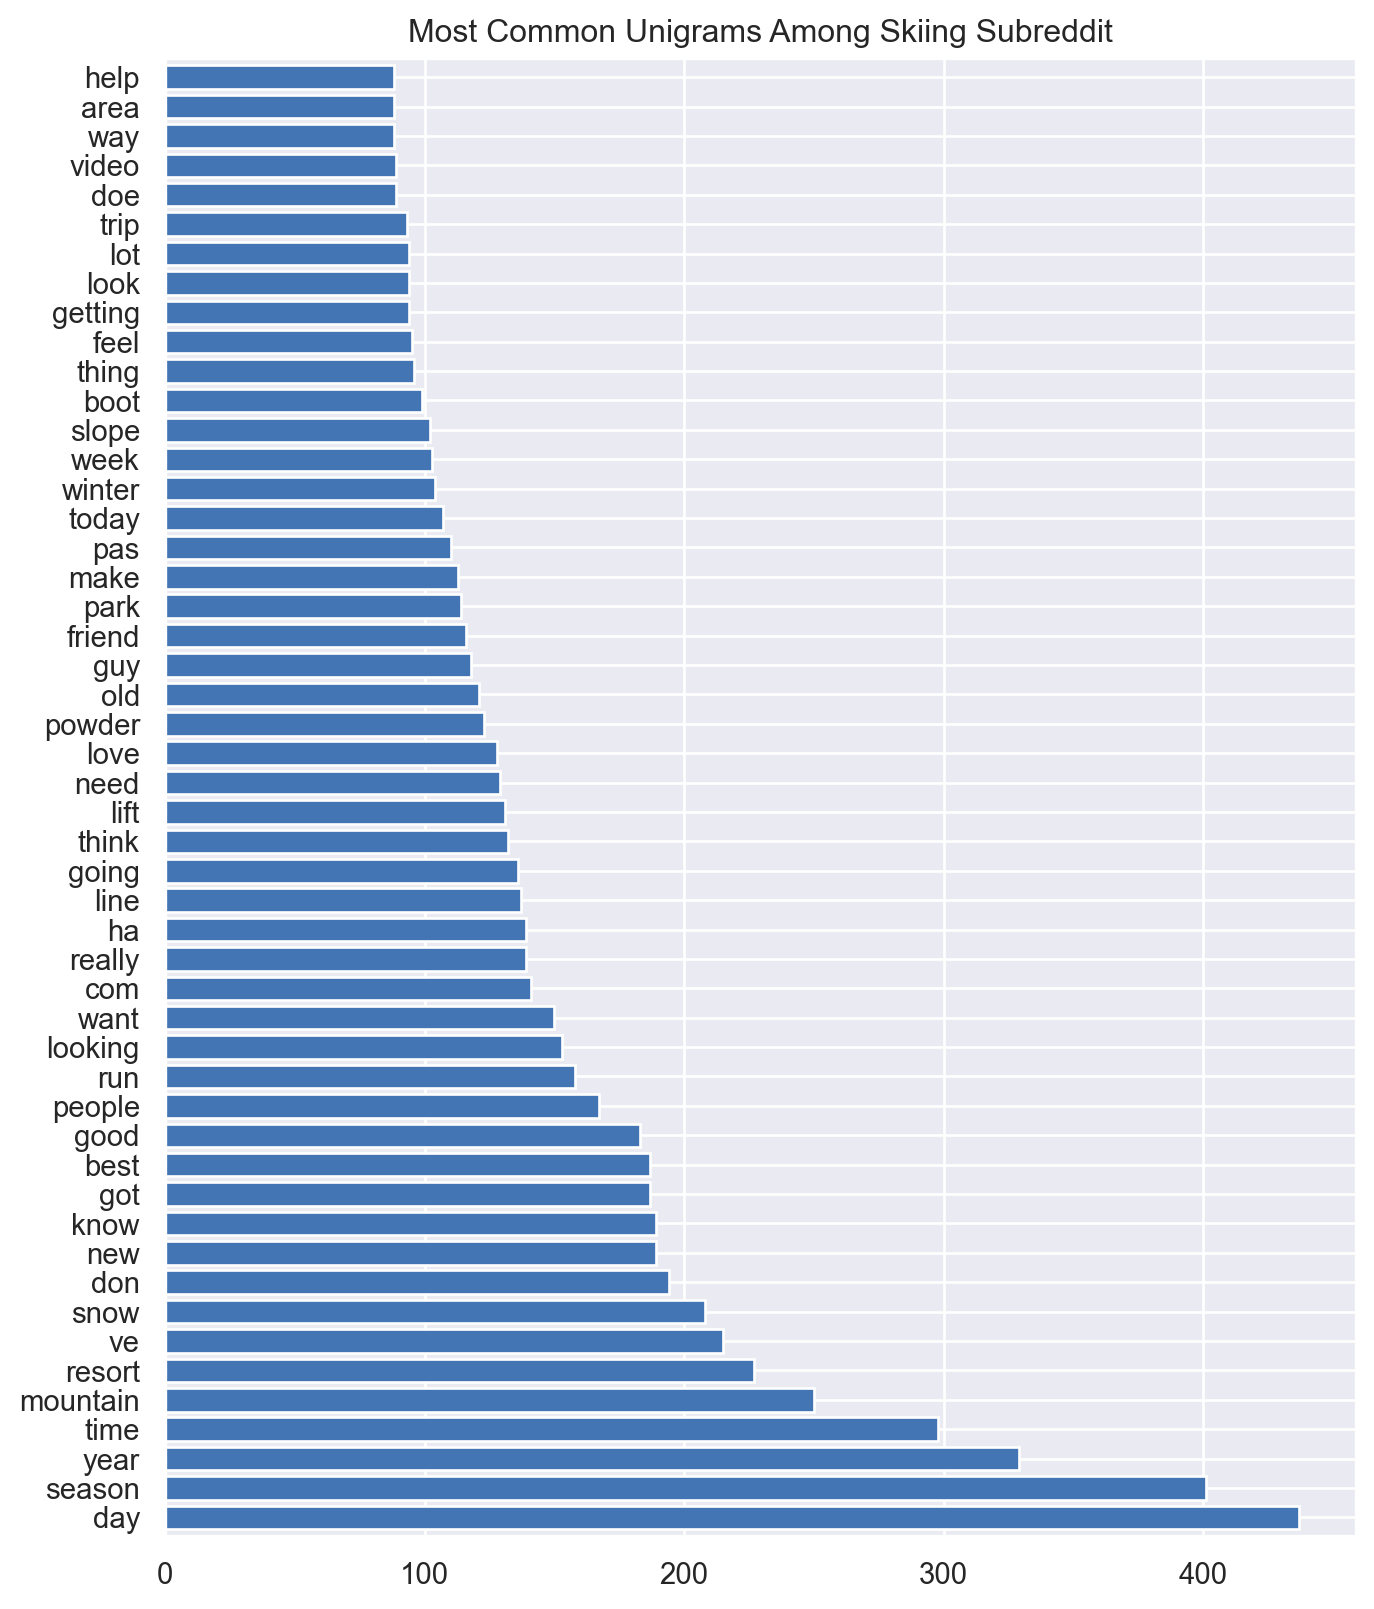 Most Common Unigrams Among Skiing Subreddit
help
area
way
video
doe
trip
lot
look
getting
feel
thing
boot
slope
week
winter
today
pas
make
park
friend
guy
old
powder
love
need
lift
think
going
line
ha
really
com
want
looking
run
people
good
best
got
know
new
don
snow
ve
resort
mountain
time
year
season
day
0 100 200 300 400